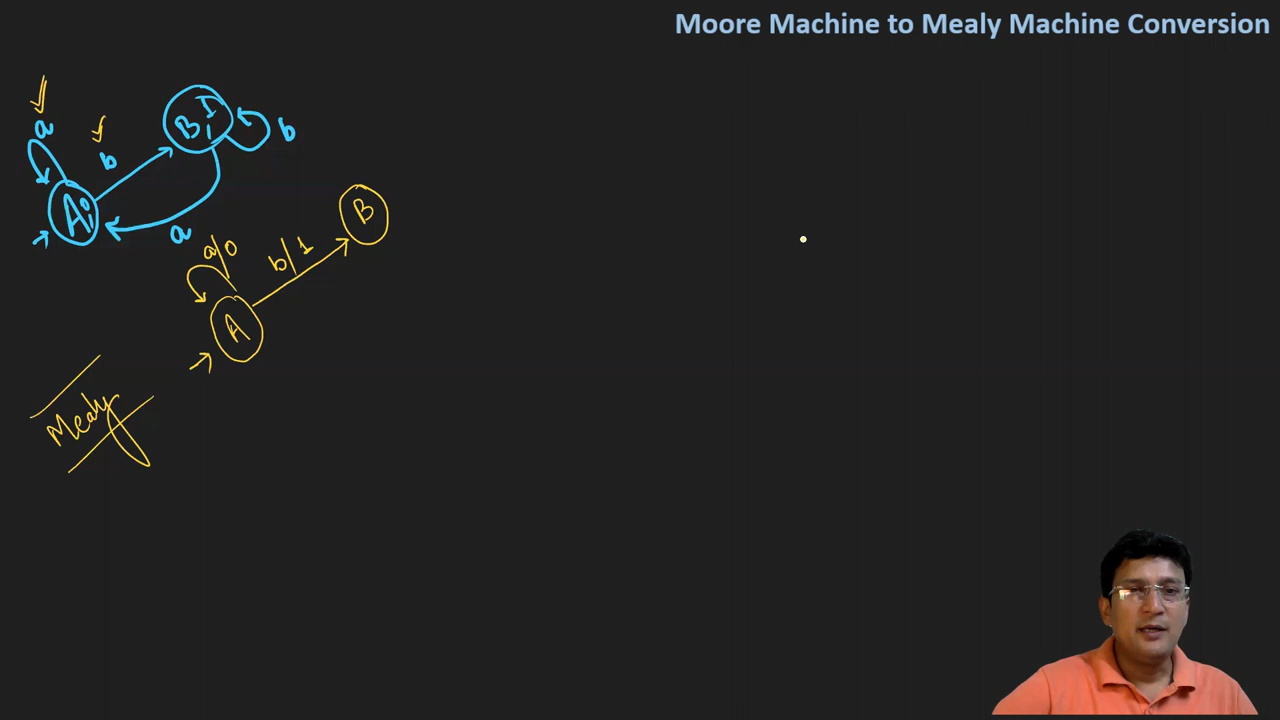 Moore Machine to Mealy Machine Conversion
a
b
B 1
b
A 0
a
B
a/0
b/1
A
Mealy